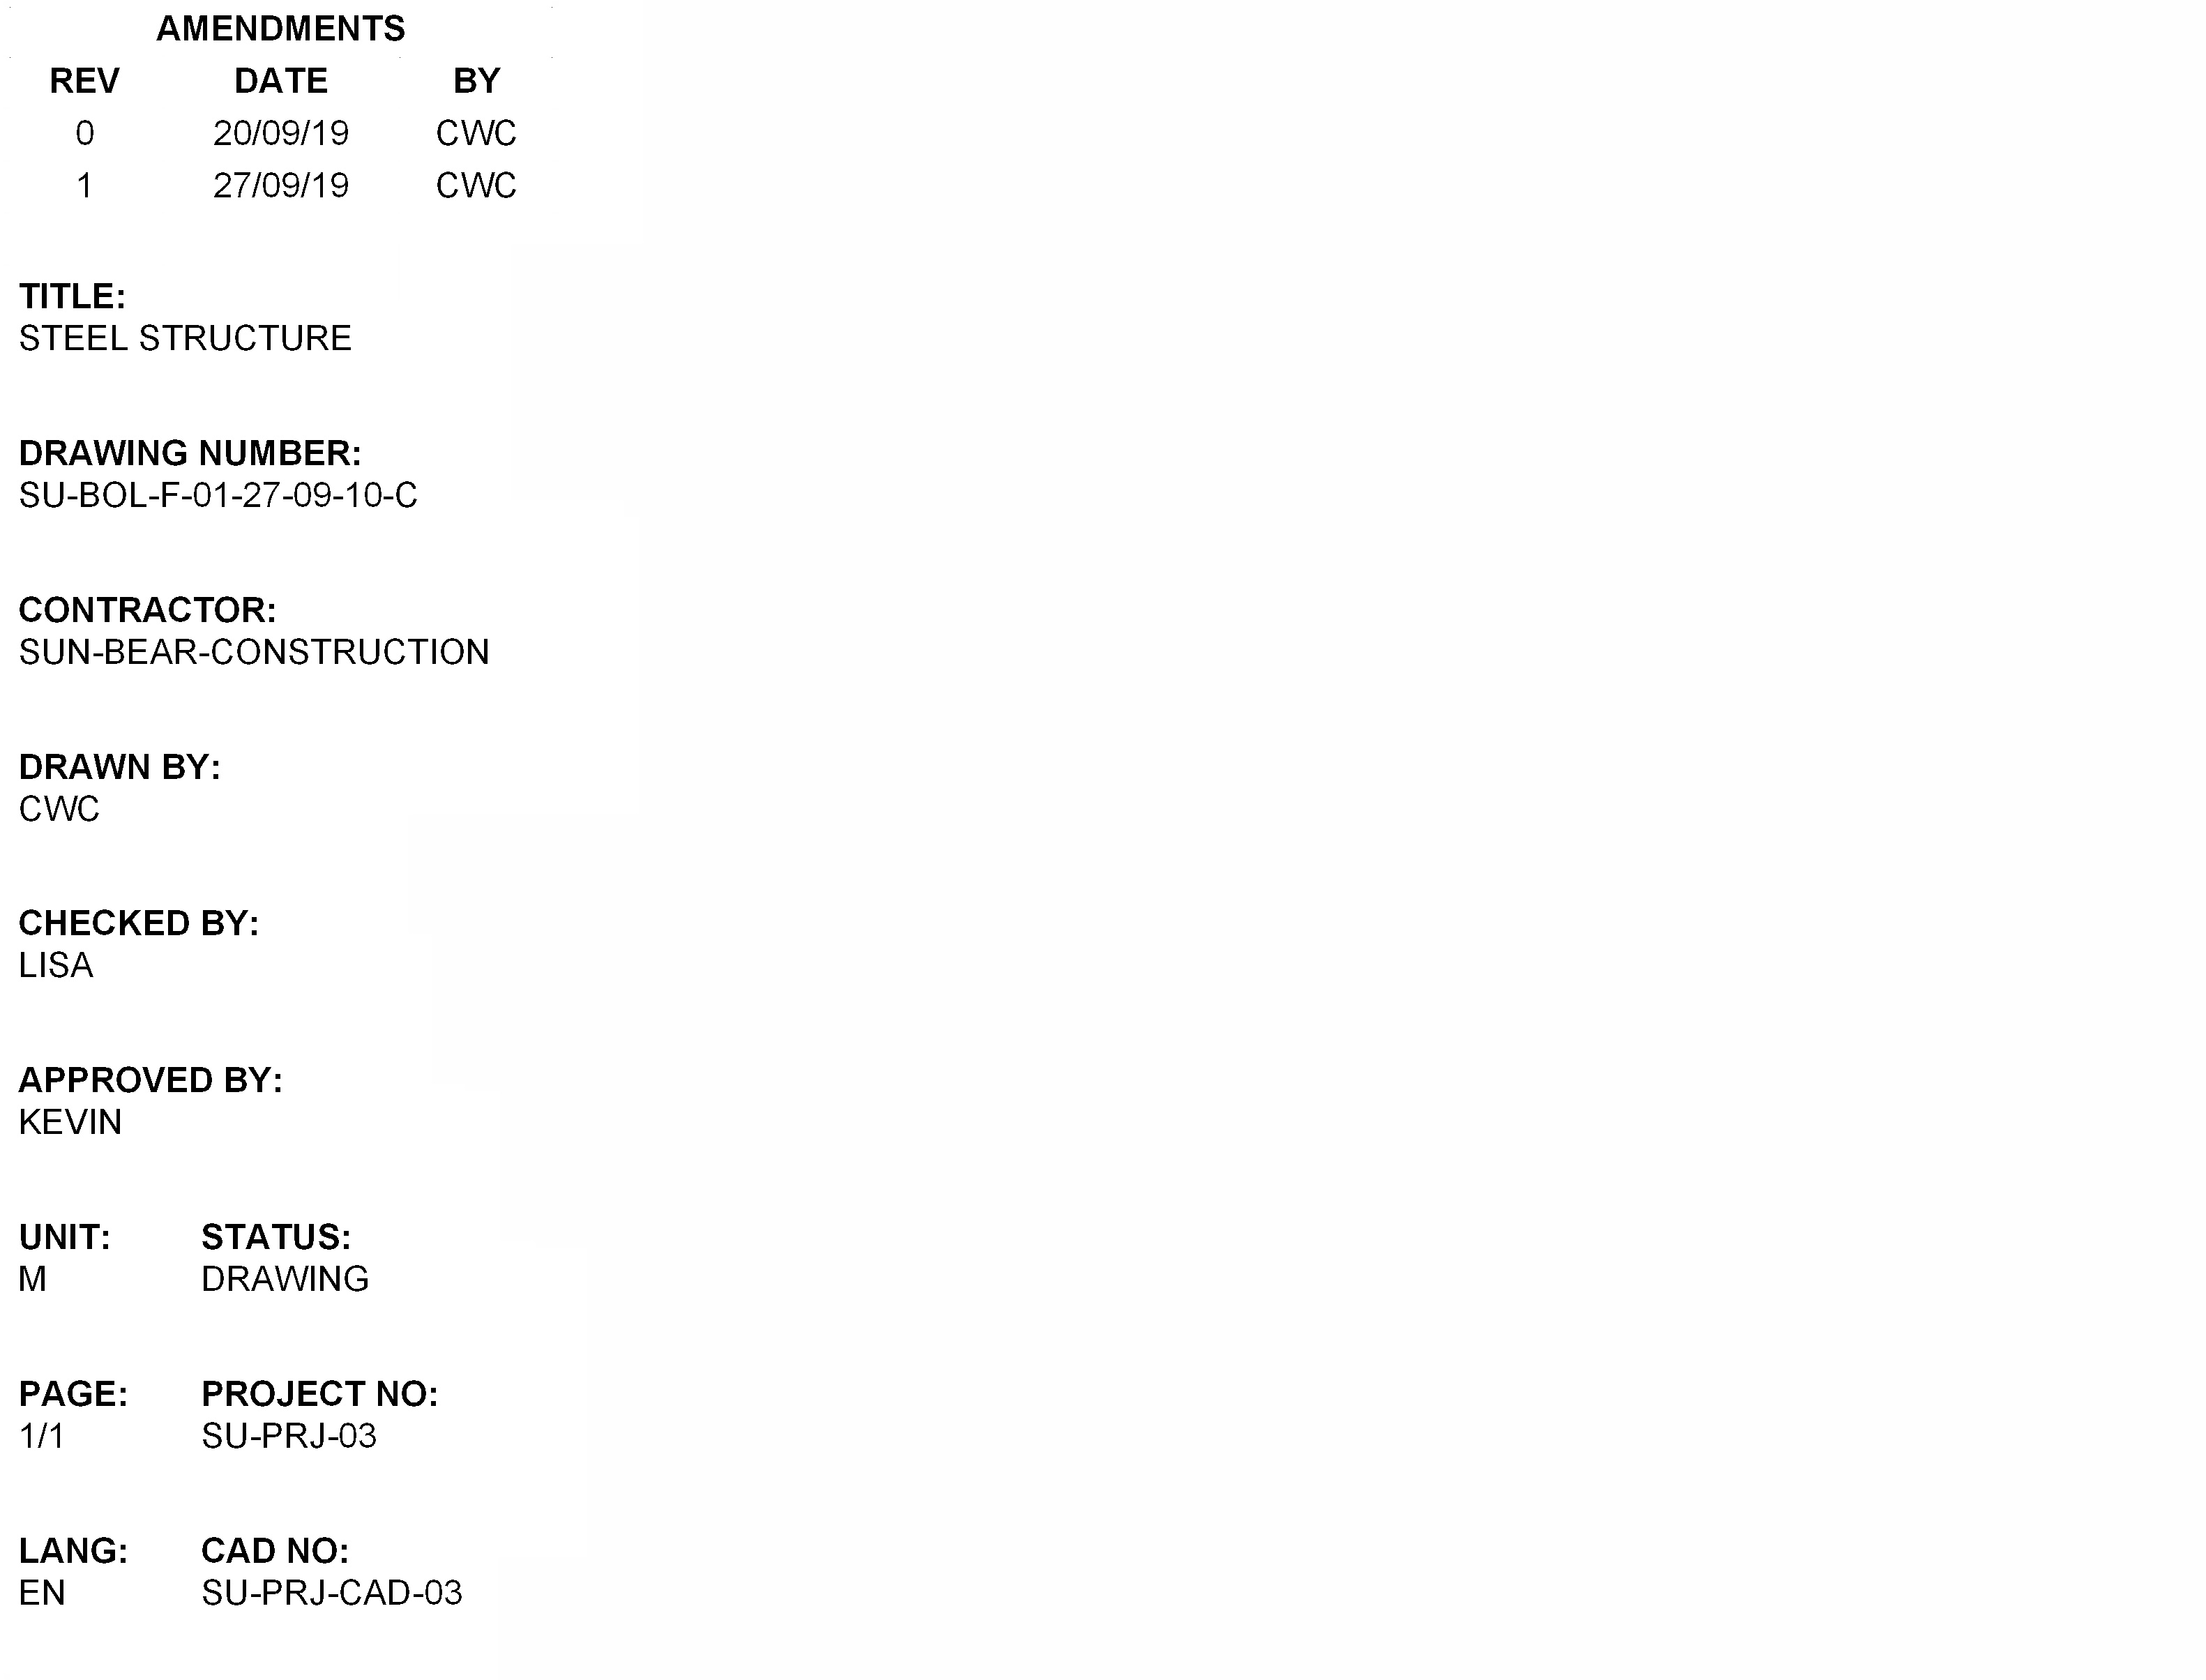 AMENDMENTS
REV DATE BY
0 20/09/19 CWC
1 27/09/19 CWC
TITLE:
STEEL STRUCTURE
DRAWING NUMBER:
SU-BOL-F-01-27-09-10-C
CONTRACTOR:
SUN-BEAR-CONSTRUCTION
DRAWN BY:
CWC
CHECKED BY:
LISA
APPROVED BY:
KEVIN
UNIT: STATUS:
M DRAWING
PAGE: PROJECT NO:
1/1 SU-PRJ-03
LANG: CAD NO:
EN SU-PRJ-CAD-03